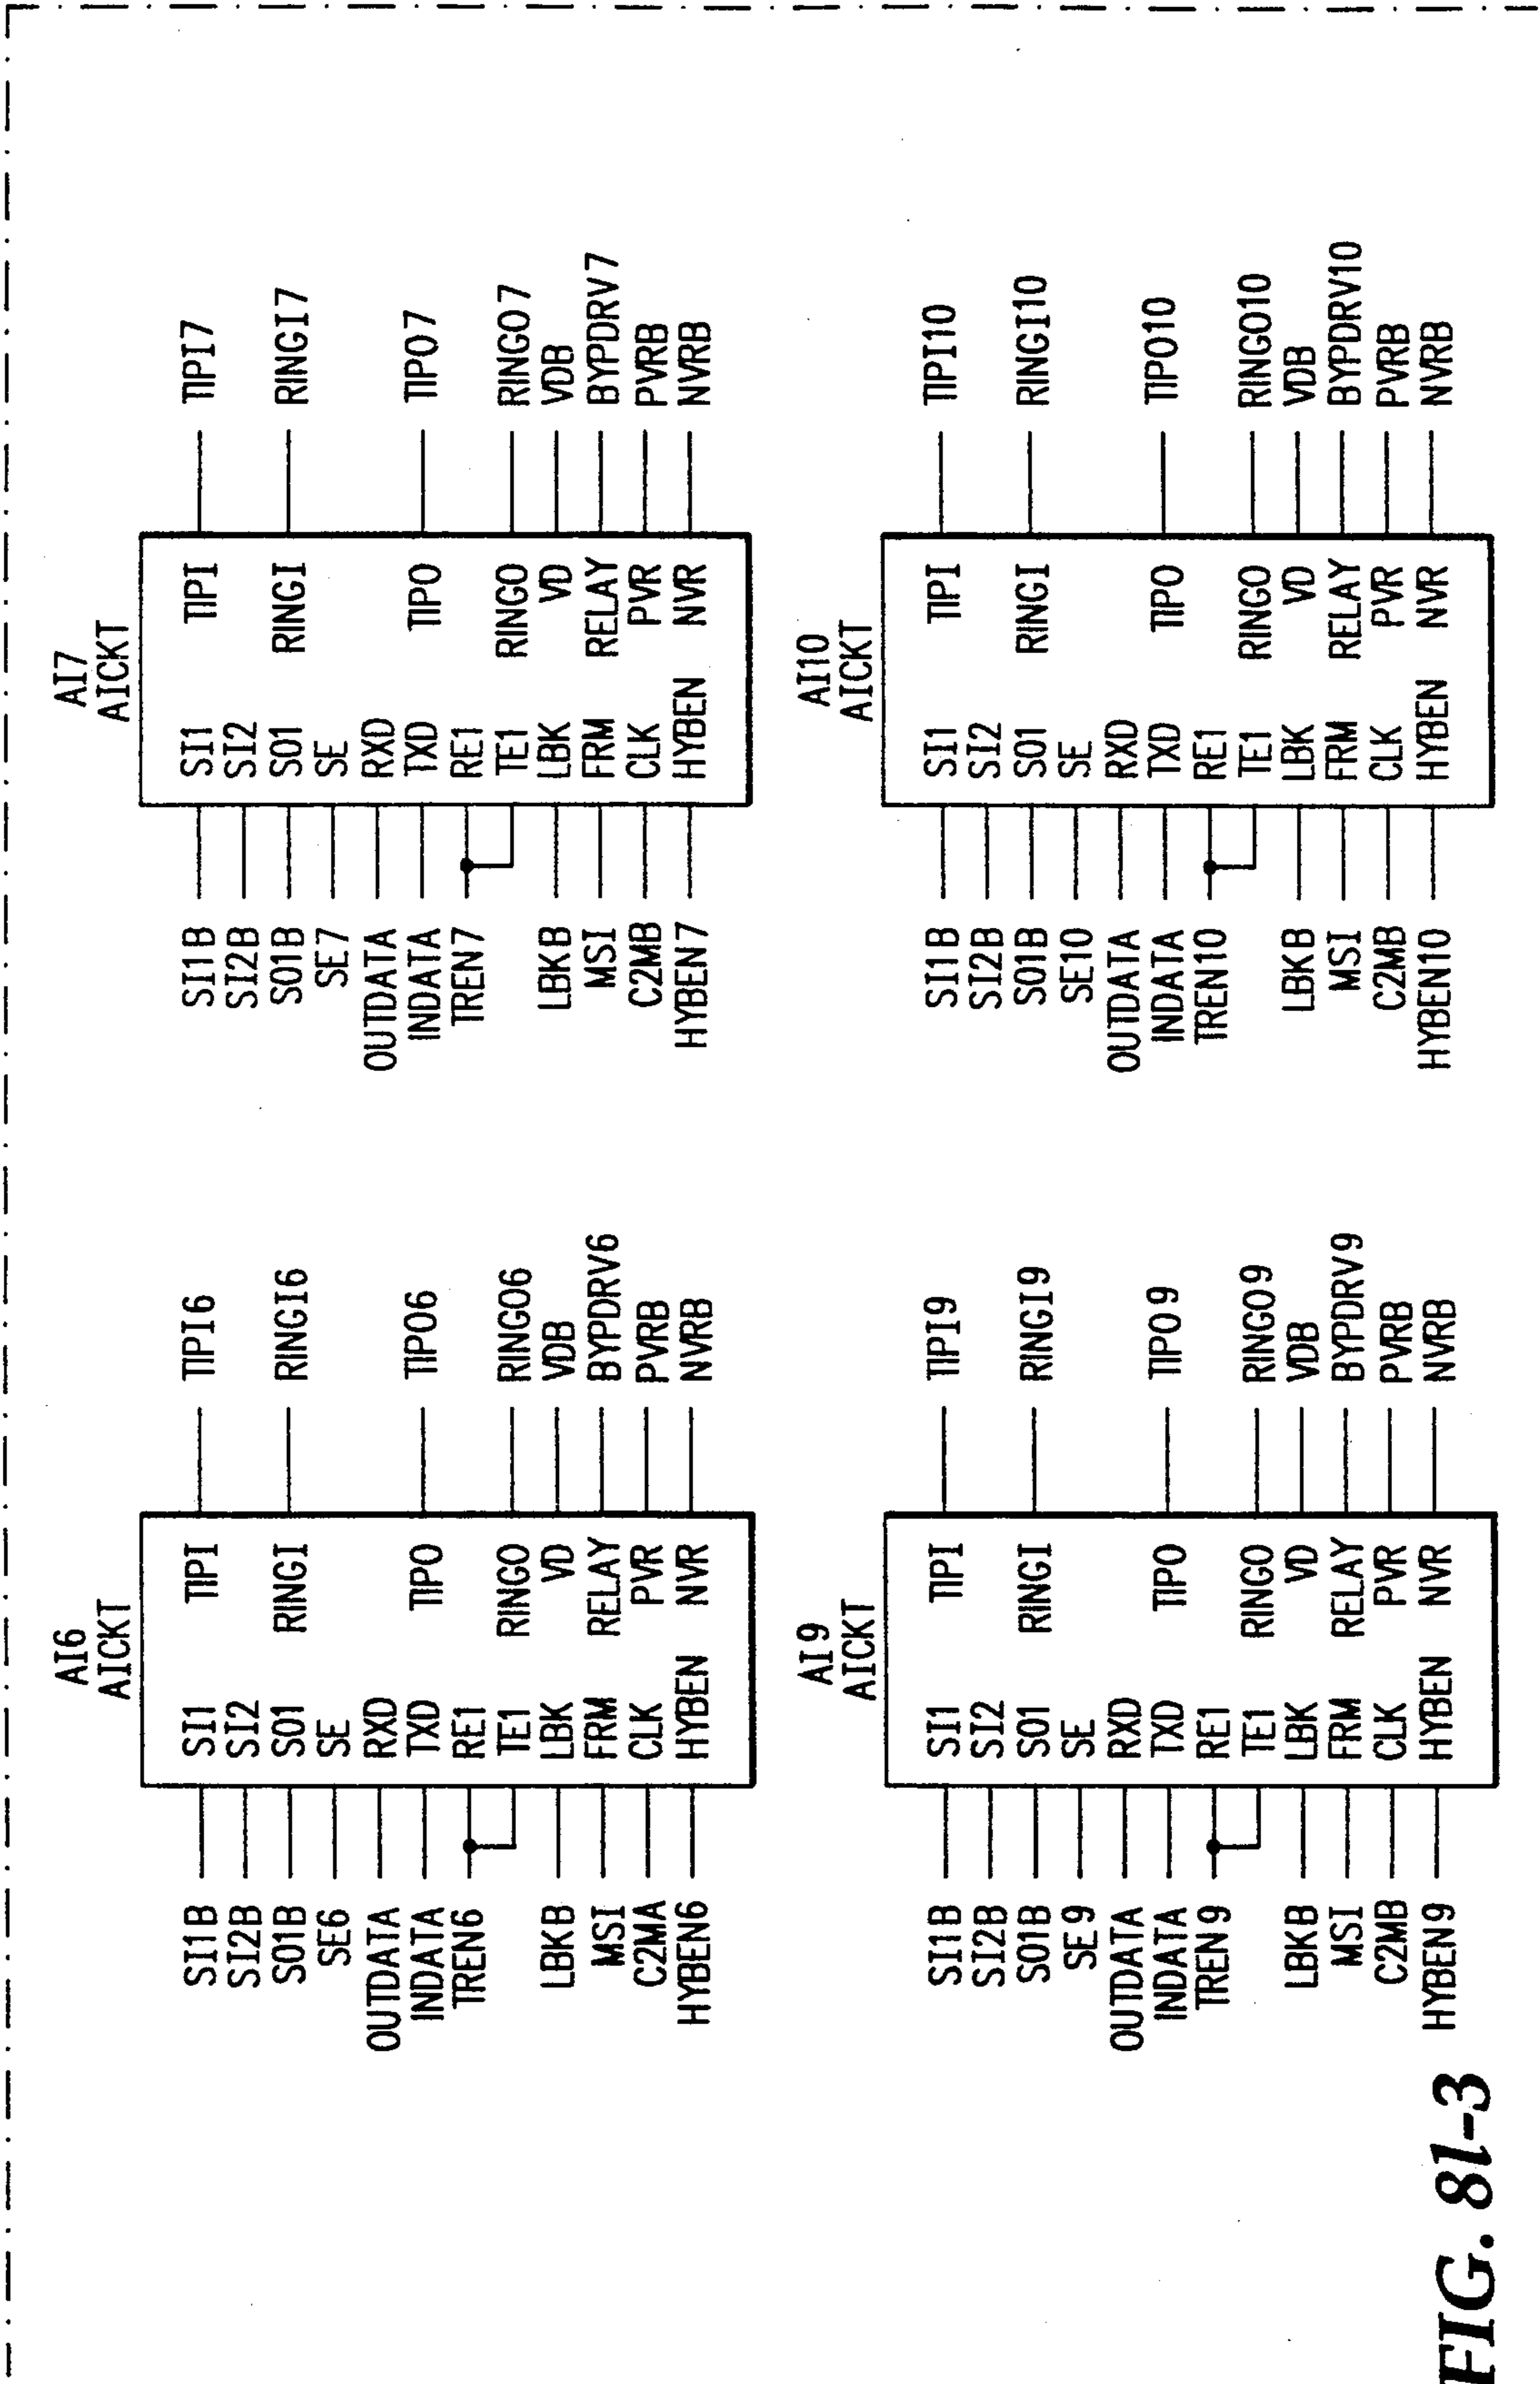 AI6
AICKT
SI1B SI1 TIPI TIPI6
SI2B SI2
SO1B SO1 RINGI RINGI6
SE6 SE
OUTDATA RXD
INDATA TXD TIPO TIPO6
TREN6 RE1
TE1 RINGO RINGO6
LBKB LBK VD VDB
MSI FRM RELAY BYPDRV6
C2MA CLK PVR PVRB
HYBEN6 HYBEN NVR NVRB
AI7
AICKT
SI1B SI1 TIPI TIPI7
SI2B SI2
SO1B SO1 RINGI RINGI7
SE7 SE
OUTDATA RXD
INDATA TXD TIPO TIPO7
TREN7 RE1
TE1 RINGO RINGO7
LBKB LBK VD VDB
MSI FRM RELAY BYPDRV7
C2MB CLK PVR PVRB
HYBEN7 HYBEN NVR NVRB
AI9
AICKT
SI1B SI1 TIPI TIPI9
SI2B SI2
SO1B SO1 RINGI RINGI9
SE9 SE
OUTDATA RXD
INDATA TXD TIPO TIPO9
TREN9 RE1
TE1 RINGO RINGO9
LBKB LBK VD VDB
MSI FRM RELAY BYPDRV9
C2MB CLK PVR PVRB
HYBEN9 HYBEN NVR NVRB
AI10
AICKT
SI1B SI1 TIPI TIPI10
SI2B SI2
SO1B SO1 RINGI RINGI10
SE10 SE
OUTDATA RXD
INDATA TXD TIPO TIPO10
TREN10 RE1
TE1 RINGO RINGO10
LBKB LBK VD VDB
MSI FRM RELAY BYPDRV10
C2MB CLK PVR PVRB
HYBEN10 HYBEN NVR NVRB
FIG. 8l-3